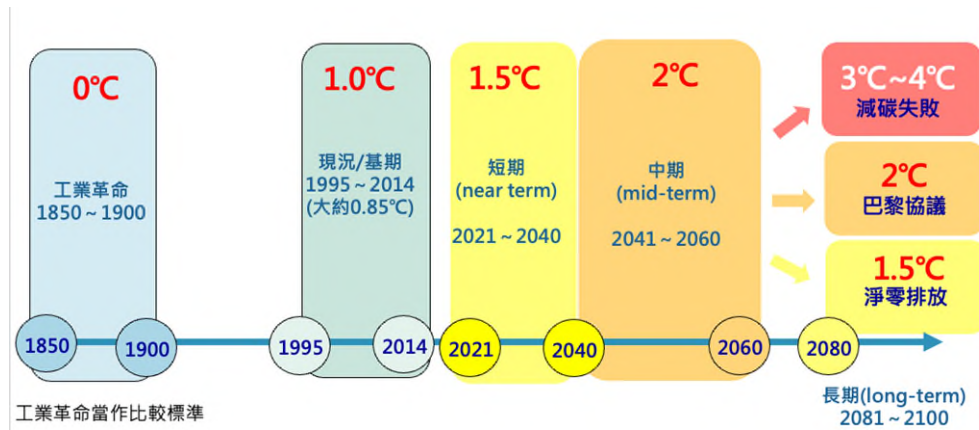 0℃
工業革命
1850～1900
1.0℃
現況/基期
1995～2014
(大約0.85℃)
1.5℃
短期
(near term)
2021～2040
2℃
中期
(mid-term)
2041～2060
3℃~4℃
減碳失敗
2℃
巴黎協議
1.5℃
淨零排放
1850
1900
1995
2014
2021
2040
2060
2080
長期(long-term)
2081～2100
工業革命當作比較標準